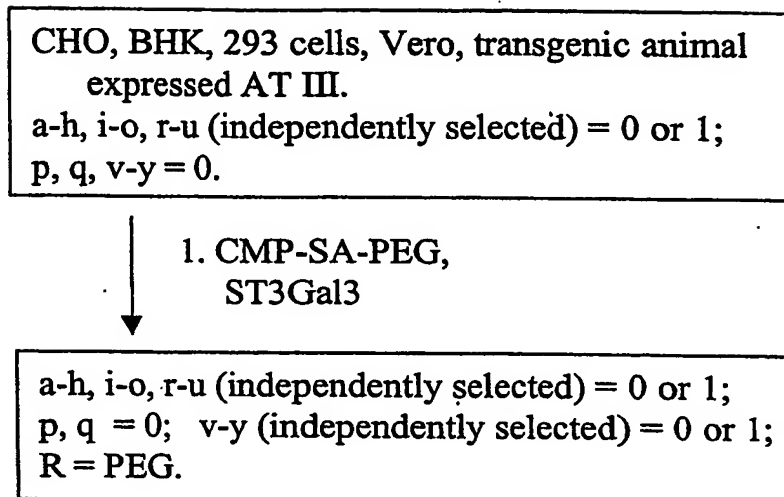 CHO, BHK, 293 cells, Vero, transgenic animal
expressed AT III.
a-h, i-o, r-u (independently selected) = 0 or 1;
p, q, v-y = 0.
1. CMP-SA-PEG,
ST3Gal3
a-h, i-o, r-u (independently selected) = 0 or 1;
p, q = 0; v-y (independently selected) = 0 or 1;
R = PEG.